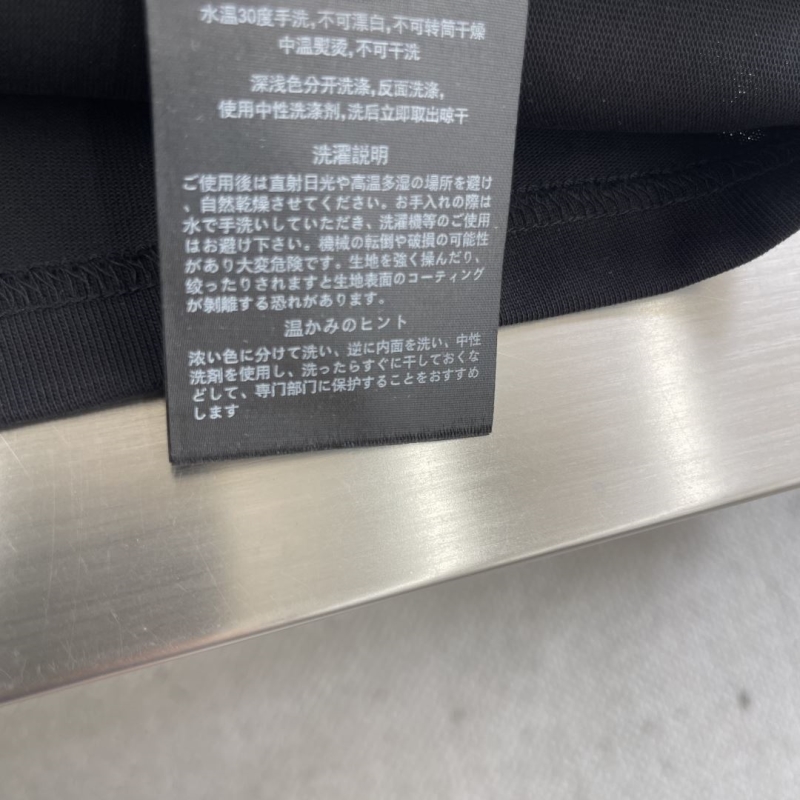 水温30度手洗,不可漂白,不可转筒干燥
中温熨烫,不可干洗
深浅色分开洗涤,反面洗涤,
使用中性洗涤剂,洗后立即取出晾干
洗濯説明
ご使用後は直射日光や高温多湿の場所を避け
、自然乾燥させてください。お手入れの際は
水で手洗いしていただき、洗濯機等のご使用
はお避け下さい。機械の転倒や破損の可能性
があり大変危険です。生地を強く揉んだり、
絞ったりされますと生地表面のコーティング
が剝離する恐れがあります。
温かみのヒント
浓い色に分けて洗い、逆に内面を洗い、中性
洗剤を使用し、洗ったらすぐに干しておくな
どして、専門部门に保护することをおすすめ
します